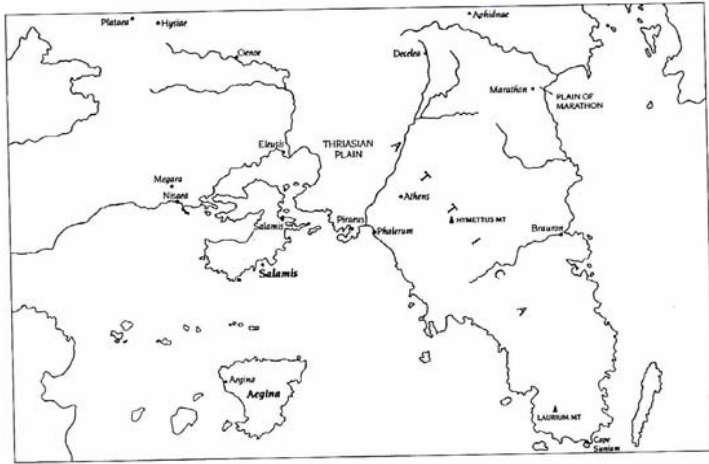 Plataea
Hysiae
Aphidnae
Oenoe
Decelea
Marathon
PLAIN OF
MARATHON
Eleusis
THRIASIAN
PLAIN
A
T
Megara
Nisaea
Athens
T
HYMETTUS MT
Salamis
Piraeus
Phalerum
Brauron
Salamis
I
C
A
Aegina
Aegina
LAURIUM MT
Cape
Sunium